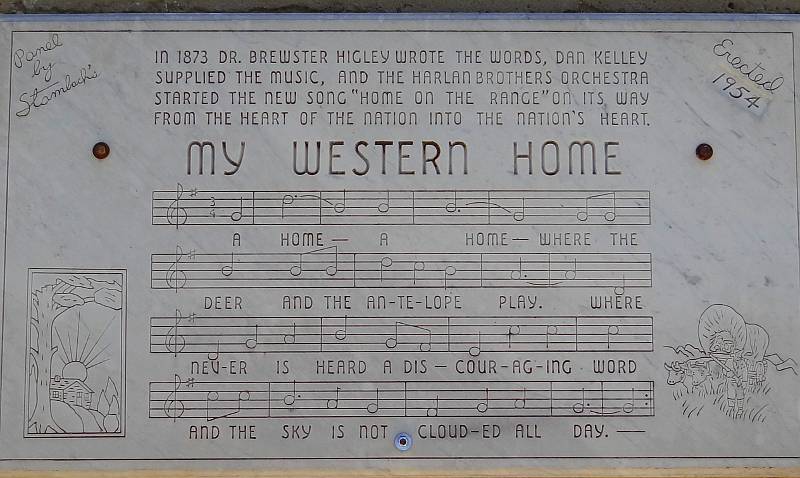 Panel
by
Stamback's
IN 1873 DR. BREWSTER HIGLEY WROTE THE WORDS, DAN KELLEY
SUPPLIED THE MUSIC, AND THE HARLAN BROTHERS ORCHESTRA
STARTED THE NEW SONG "HOME ON THE RANGE" ON ITS WAY
FROM THE HEART OF THE NATION INTO THE NATION'S HEART.
Erected
1954
MY WESTERN HOME
3
4
A HOME — A HOME — WHERE THE
DEER AND THE AN-TE-LOPE PLAY. WHERE
NEV-ER IS HEARD A DIS — COUR-AG-ING WORD
AND THE SKY IS NOT CLOUD-ED ALL DAY. —